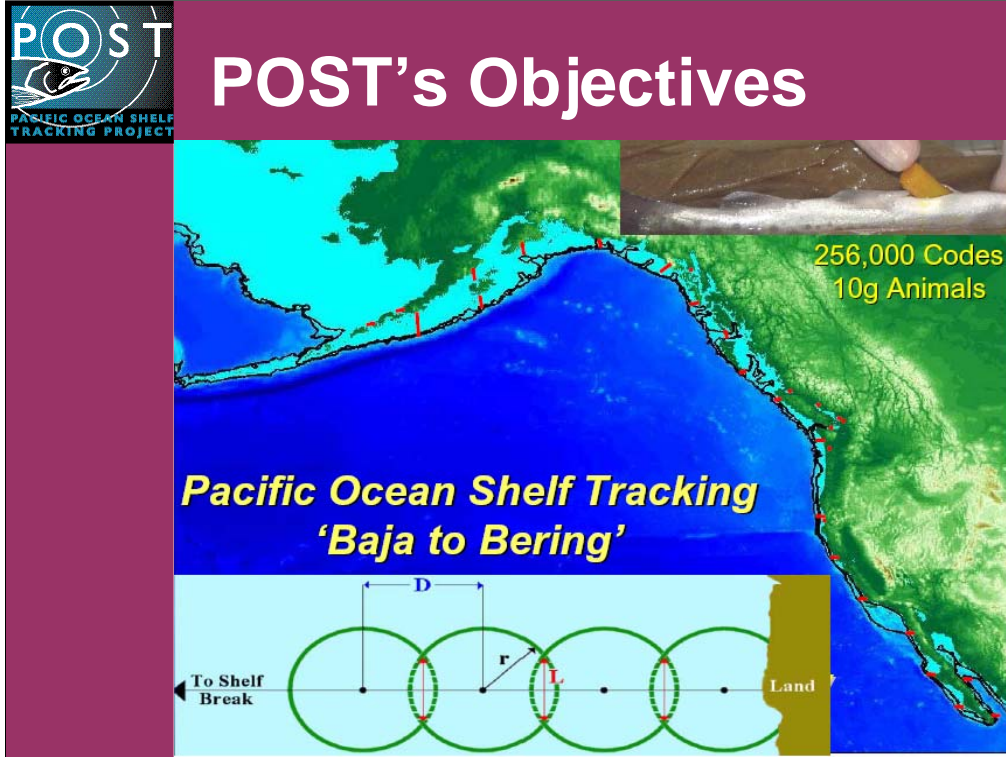 POST
PACIFIC OCEAN SHELF
TRACKING PROJECT
POST’s Objectives
256,000 Codes
10g Animals
Pacific Ocean Shelf Tracking
‘Baja to Bering’
D
r
L
To Shelf
Break
Land